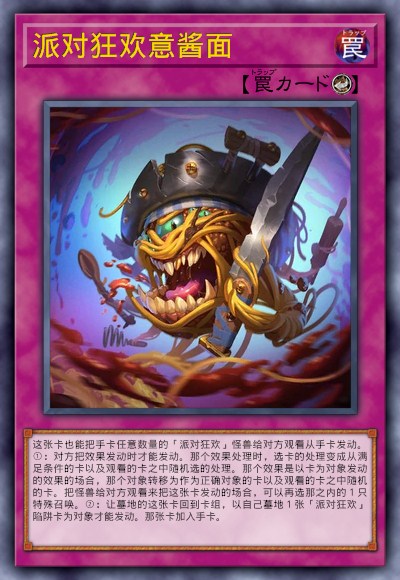 派对狂欢意酱面
トラップ
罠
トラップ
【罠カード】
这张卡也能把手卡任意数量的「派对狂欢」怪兽给对方观看从手卡发动。
①：对方把效果发动时才能发动。那个效果处理时，选卡的处理变成从满
足条件的卡以及观看的卡之中随机选的处理。那个效果是以卡为对象发动
的效果的场合，那个对象转移为作为正确对象的卡以及观看的卡之中随机
的卡。把怪兽给对方观看来把这张卡发动的场合，可以再选那之内的1只
特殊召唤。②：让墓地的这张卡回到卡组，以自己墓地1张「派对狂欢」
陷阱卡为对象才能发动。那张卡加入手卡。